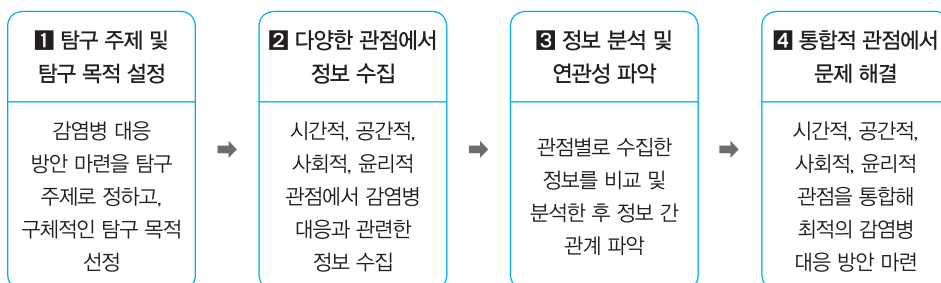 1 탐구 주제 및
탐구 목적 설정
감염병 대응
방안 마련을 탐구
주제로 정하고,
구체적인 탐구 목적
선정
2 다양한 관점에서
정보 수집
시간적, 공간적,
사회적, 윤리적
관점에서 감염병
대응과 관련한
정보 수집
3 정보 분석 및
연관성 파악
관점별로 수집한
정보를 비교 및
분석한 후 정보 간
관계 파악
4 통합적 관점에서
문제 해결
시간적, 공간적,
사회적, 윤리적
관점을 통합해
최적의 감염병
대응 방안 마련